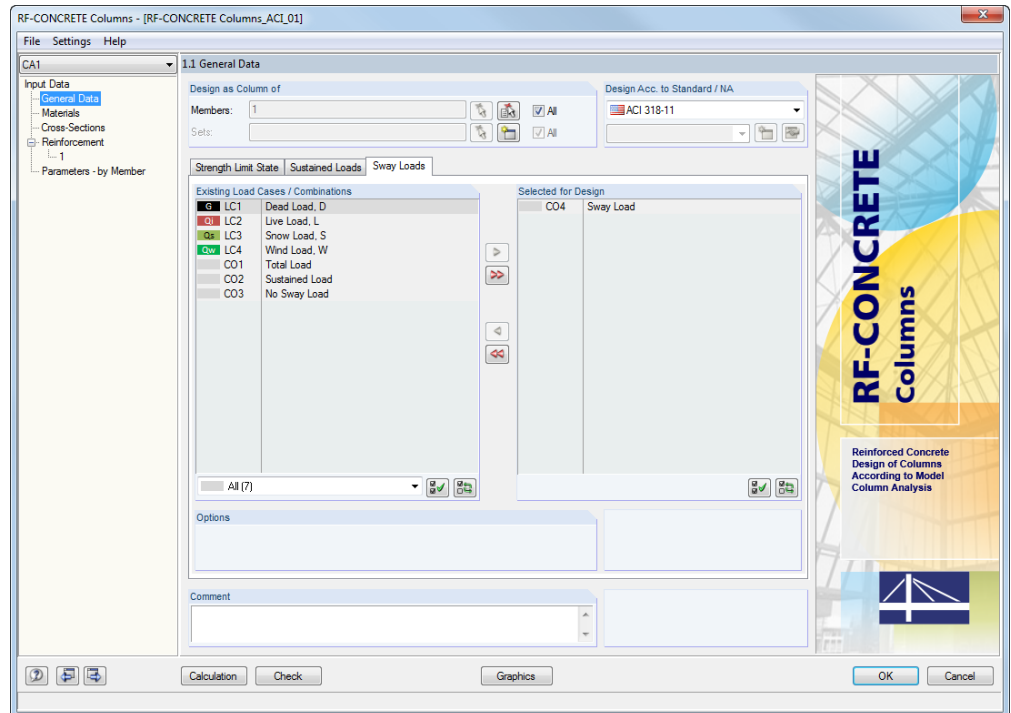 RF-CONCRETE Columns - [RF-CONCRETE Columns_ACI_01]
File Settings Help
CA1
1.1 General Data
Input Data
General Data
Materials
Cross-Sections
Reinforcement
1
Parameters - by Member
Design as Column of
Members: 1 All
Sets: All
Design Acc. to Standard / NA
ACI 318-11
Strength Limit State Sustained Loads Sway Loads
Existing Load Cases / Combinations
G LC1 Dead Load, D
Qi LC2 Live Load, L
Qs LC3 Snow Load, S
Qw LC4 Wind Load, W
CO1 Total Load
CO2 Sustained Load
CO3 No Sway Load
All (7)
Selected for Design
CO4 Sway Load
Options
Comment
RF-CONCRETE
Columns
Reinforced Concrete
Design of Columns
According to Model
Column Analysis
Calculation Check Graphics OK Cancel